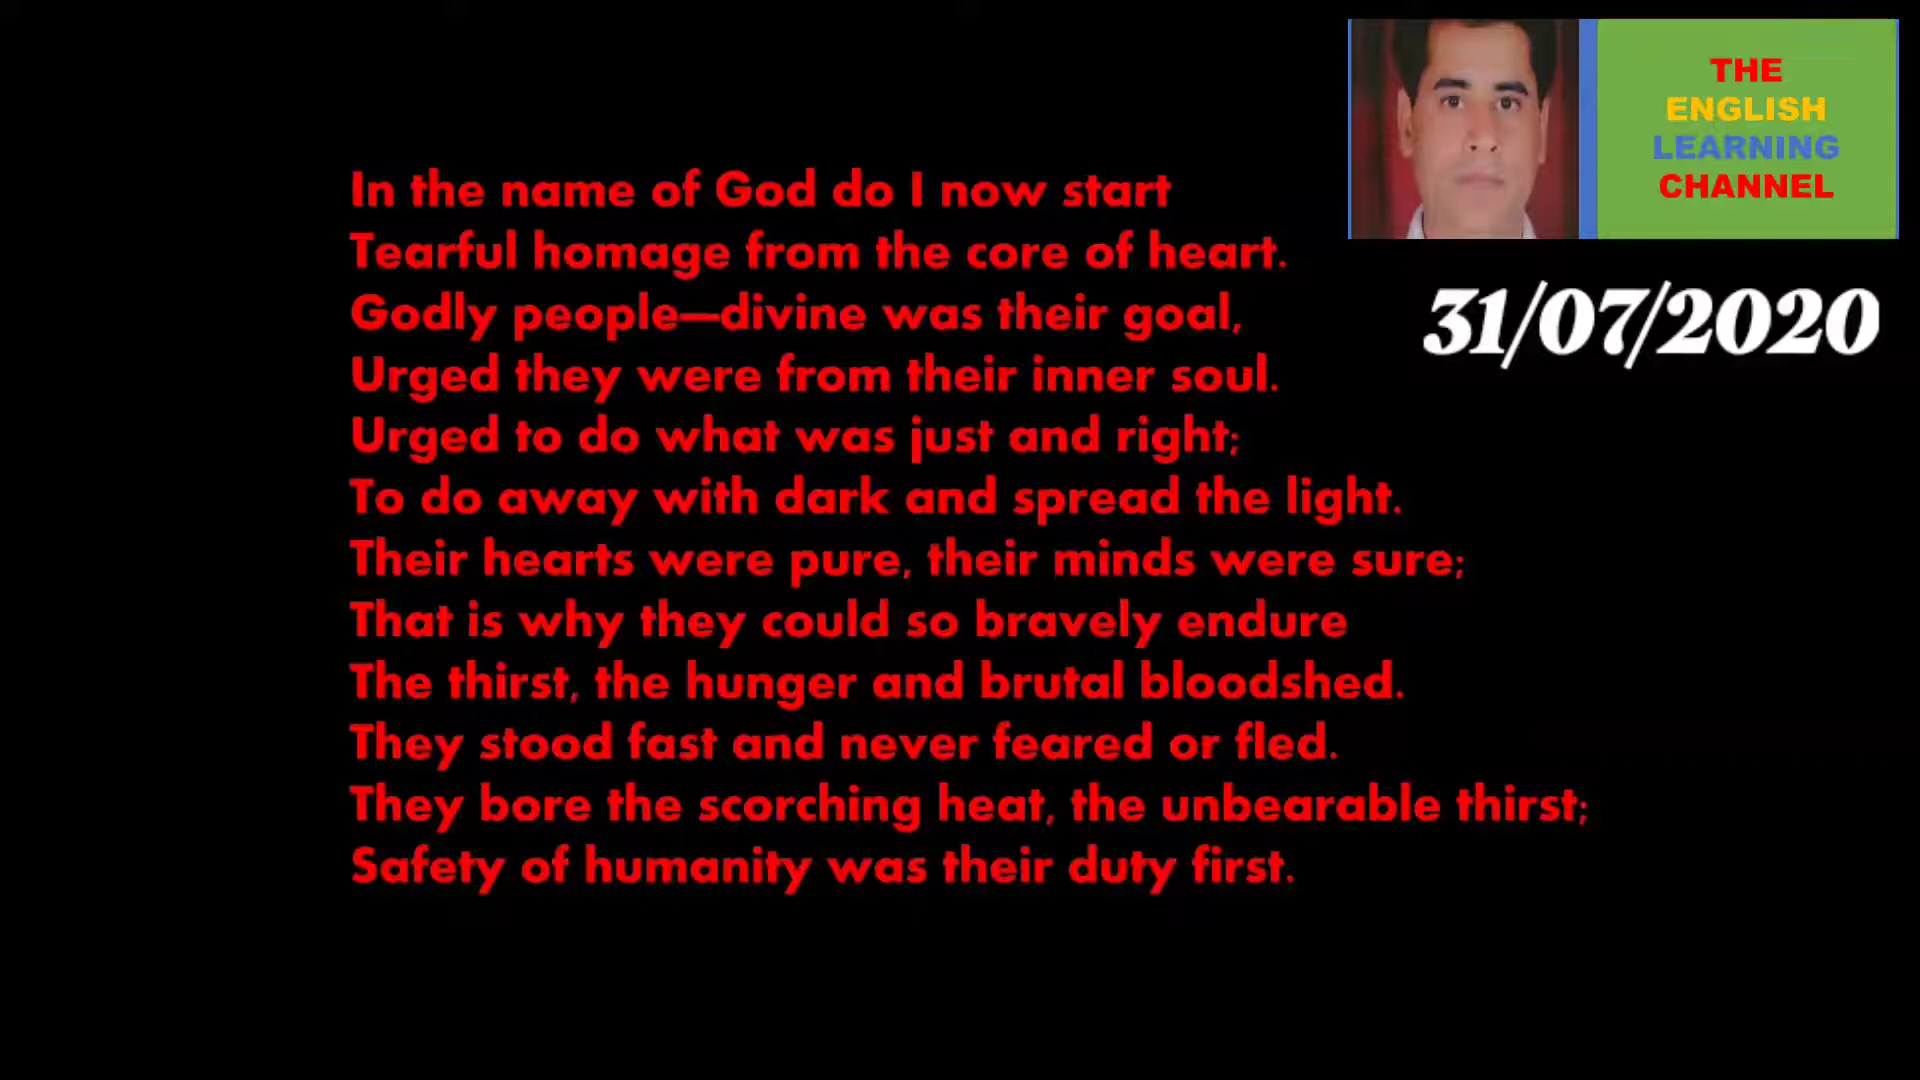 In the name of God do I now start
Tearful homage from the core of heart.
Godly people—divine was their goal,
Urged they were from their inner soul.
Urged to do what was just and right;
To do away with dark and spread the light.
Their hearts were pure, their minds were sure;
That is why they could so bravely endure
The thirst, the hunger and brutal bloodshed.
They stood fast and never feared or fled.
They bore the scorching heat, the unbearable thirst;
Safety of humanity was their duty first.
THE
ENGLISH
LEARNING
CHANNEL
31/07/2020